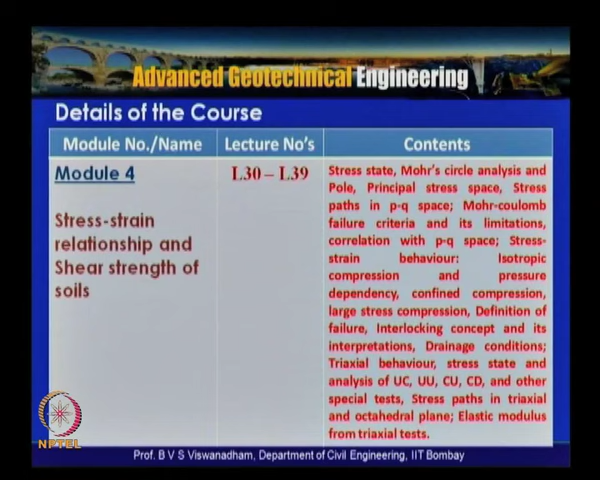 Advanced Geotechnical Engineering
Details of the Course
Module No./Name
Lecture No's
Contents
Module 4
Stress-strain
relationship and
Shear strength of
soils
L30 – L39
Stress state, Mohr's circle analysis and
Pole, Principal stress space, Stress
paths in p-q space; Mohr-coulomb
failure criteria and its limitations,
correlation with p-q space; Stress-
strain behaviour: Isotropic
compression and pressure
dependency, confined compression,
large stress compression, Definition of
failure, Interlocking concept and its
interpretations, Drainage conditions;
Triaxial behaviour, stress state and
analysis of UC, UU, CU, CD, and other
special tests, Stress paths in triaxial
and octahedral plane; Elastic modulus
from triaxial tests.
NPTEL
Prof. B V S Viswanadham, Department of Civil Engineering, IIT Bombay